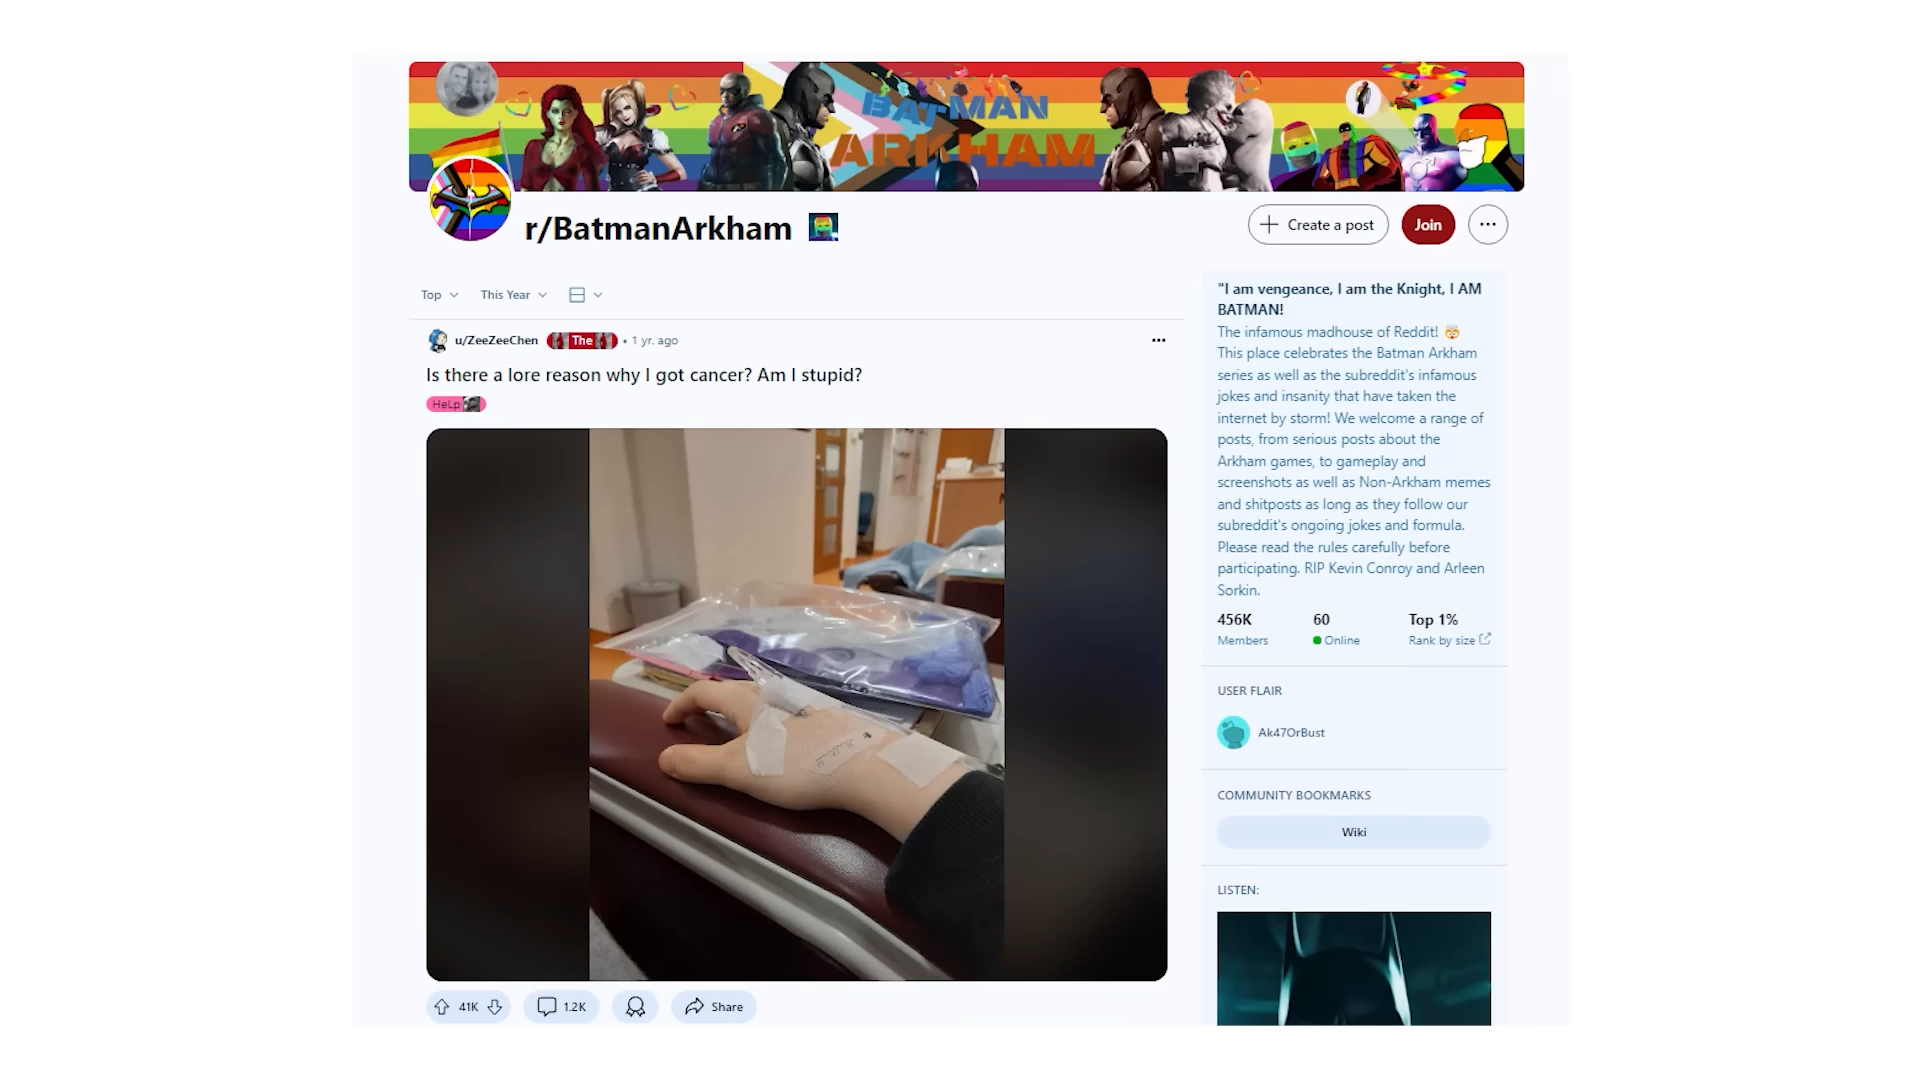 BATMAN
ARKHAM
r/BatmanArkham
Create a post
Join
Top
This Year
u/ZeeZeeChen
The
• 1 yr. ago
Is there a lore reason why I got cancer? Am I stupid?
HeLp
41K
1.2K
Share
"I am vengeance, I am the Knight, I AM
BATMAN!
The infamous madhouse of Reddit! 🤯
This place celebrates the Batman Arkham
series as well as the subreddit's infamous
jokes and insanity that have taken the
internet by storm! We welcome a range of
posts, from serious posts about the
Arkham games, to gameplay and
screenshots as well as Non-Arkham memes
and shitposts as long as they follow our
subreddit's ongoing jokes and formula.
Please read the rules carefully before
participating. RIP Kevin Conroy and Arleen
Sorkin.
456K 60 Top 1%
Members Online Rank by size
USER FLAIR
Ak47OrBust
COMMUNITY BOOKMARKS
Wiki
LISTEN: